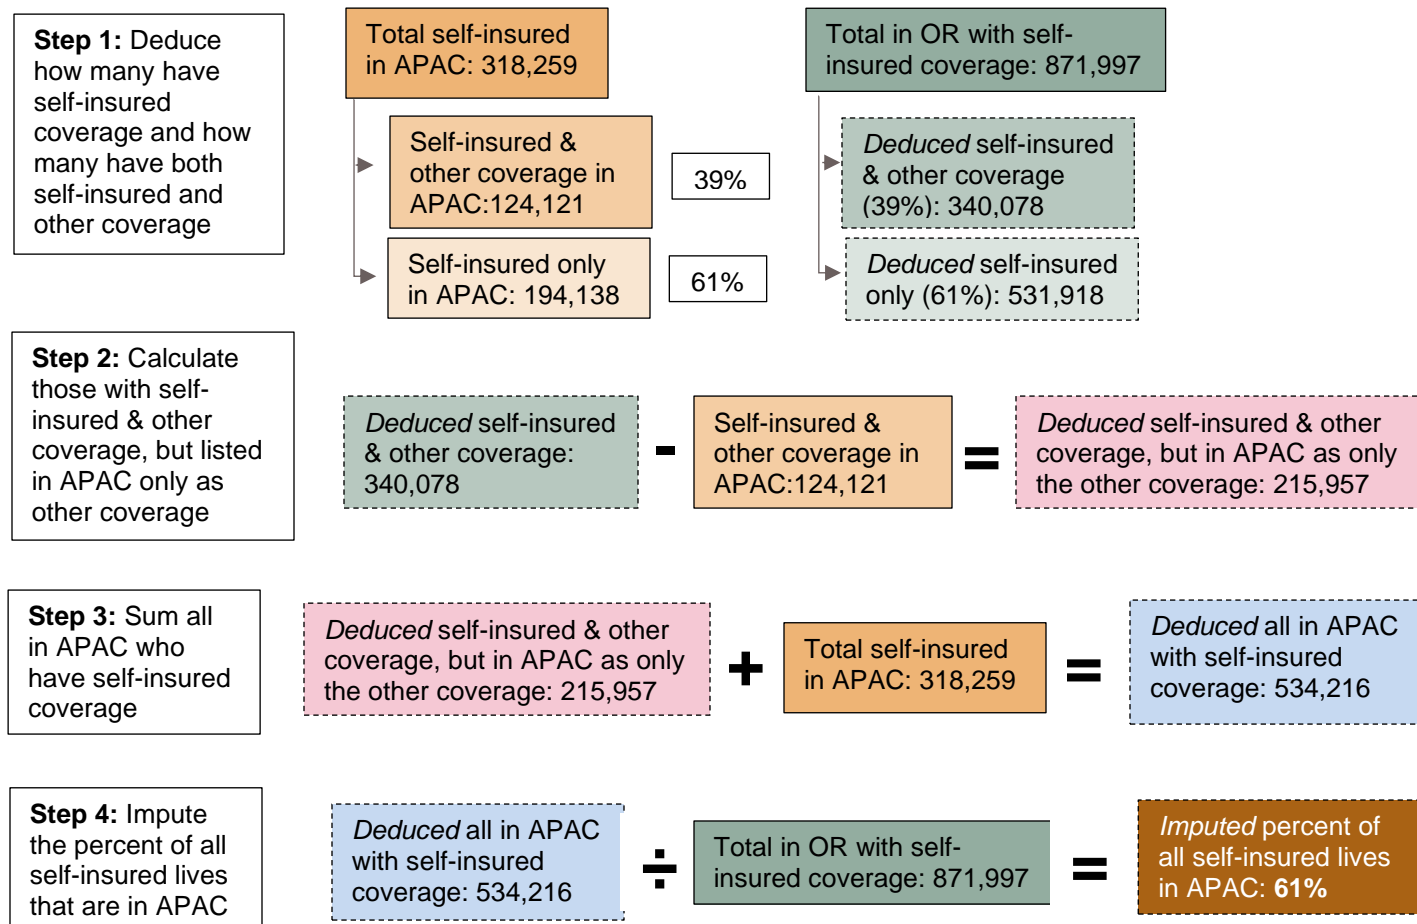 Step 1: Deduce
how many have
self-insured
coverage and how
many have both
self-insured and
other coverage
Total self-insured
in APAC: 318,259
Total in OR with self-
insured coverage: 871,997
Self-insured &
other coverage in
APAC:124,121
39%
Deduced self-insured
& other coverage
(39%): 340,078
Self-insured only
in APAC: 194,138
61%
Deduced self-insured
only (61%): 531,918
Step 2: Calculate
those with self-
insured & other
coverage, but listed
in APAC only as
other coverage
Deduced self-insured
& other coverage:
340,078
-
Self-insured &
other coverage in
APAC:124,121
=
Deduced self-insured & other
coverage, but in APAC as only
the other coverage: 215,957
Step 3: Sum all
in APAC who
have self-insured
coverage
Deduced self-insured & other
coverage, but in APAC as only
the other coverage: 215,957
+
Total self-insured
in APAC: 318,259
=
Deduced all in APAC
with self-insured
coverage: 534,216
Step 4: Impute
the percent of all
self-insured lives
that are in APAC
Deduced all in APAC
with self-insured
coverage: 534,216
÷
Total in OR with self-
insured coverage: 871,997
=
Imputed percent of
all self-insured lives
in APAC: 61%